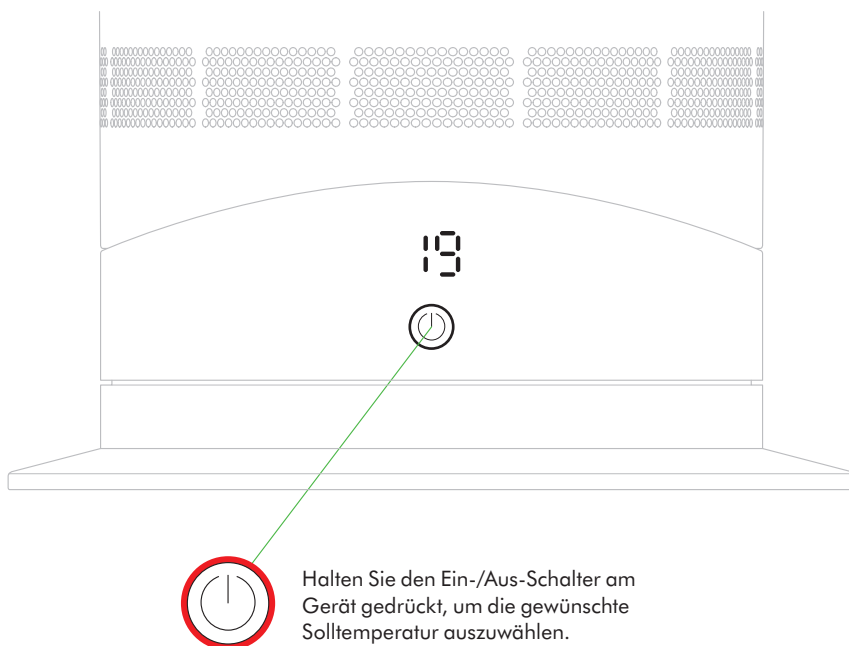 19
Halten Sie den Ein-/Aus-Schalter am
Gerät gedrückt, um die gewünschte
Solltemperatur auszuwählen.